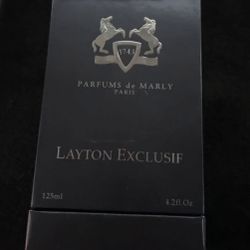 1743
PARFUMS de MARLY
PARIS
LAYTON EXCLUSIF
125ml 4.2fl.Oz